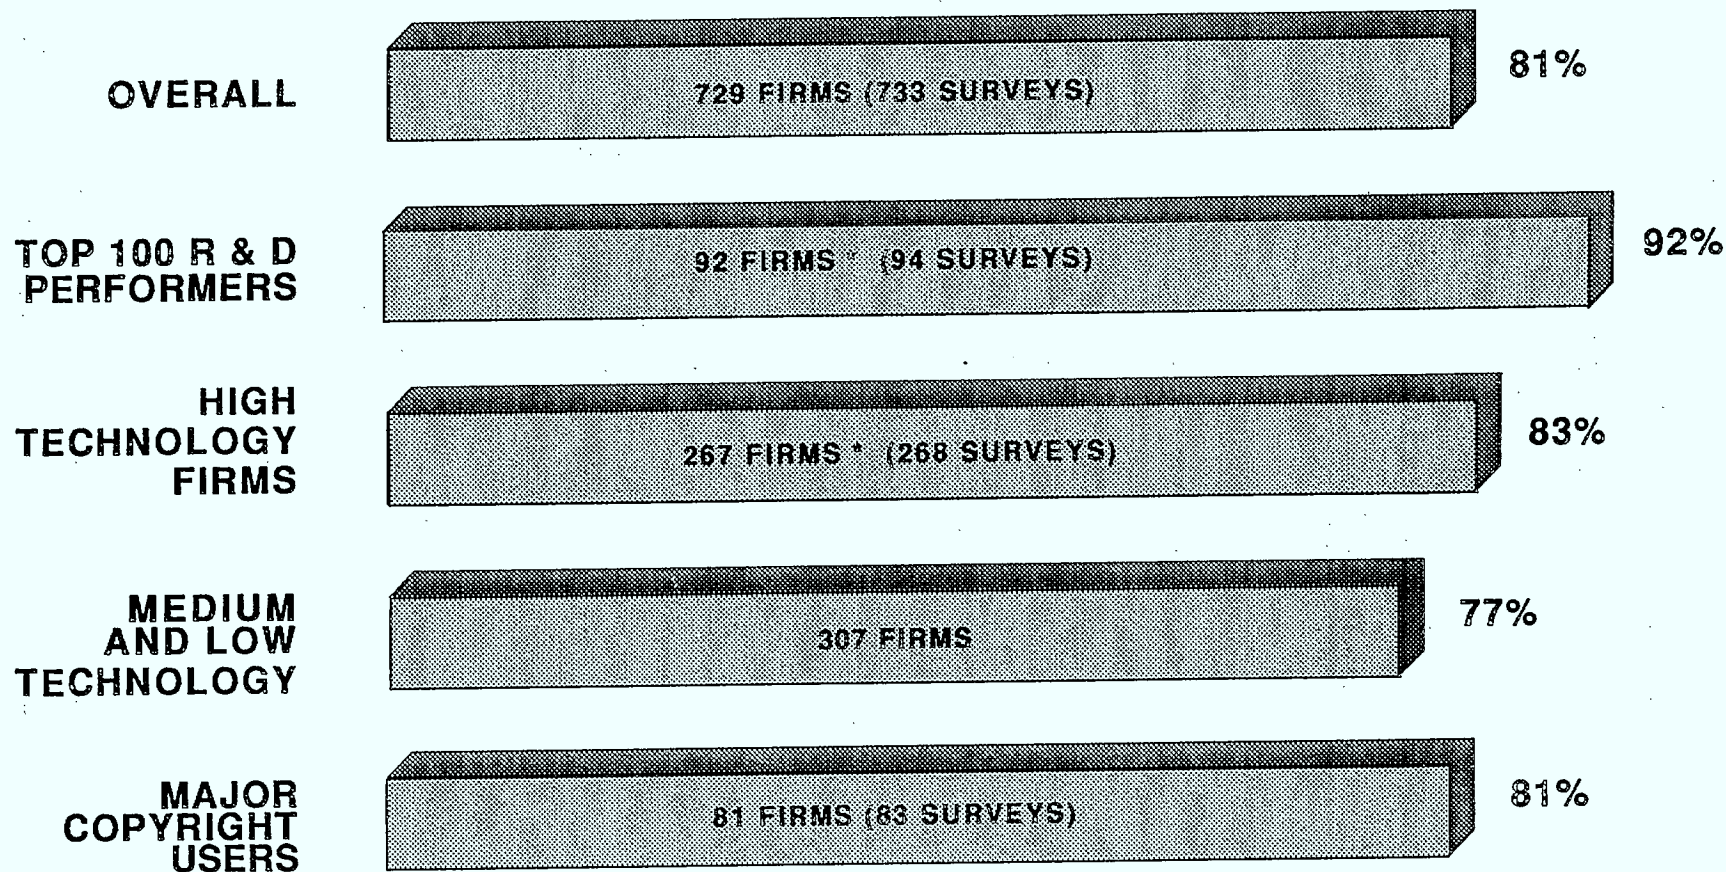 OVERALL
729 FIRMS (733 SURVEYS)
81%
TOP 100 R & D
PERFORMERS
92 FIRMS * (94 SURVEYS)
92%
HIGH
TECHNOLOGY
FIRMS
267 FIRMS * (268 SURVEYS)
83%
MEDIUM
AND LOW
TECHNOLOGY
307 FIRMS
77%
MAJOR
COPYRIGHT
USERS
81 FIRMS (83 SURVEYS)
81%